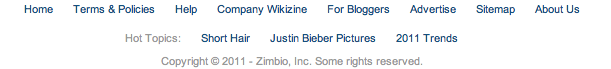 Home Terms & Policies Help Company Wikizine For Bloggers Advertise Sitemap About Us
Hot Topics: Short Hair Justin Bieber Pictures 2011 Trends
Copyright © 2011 - Zimbio, Inc. Some rights reserved.